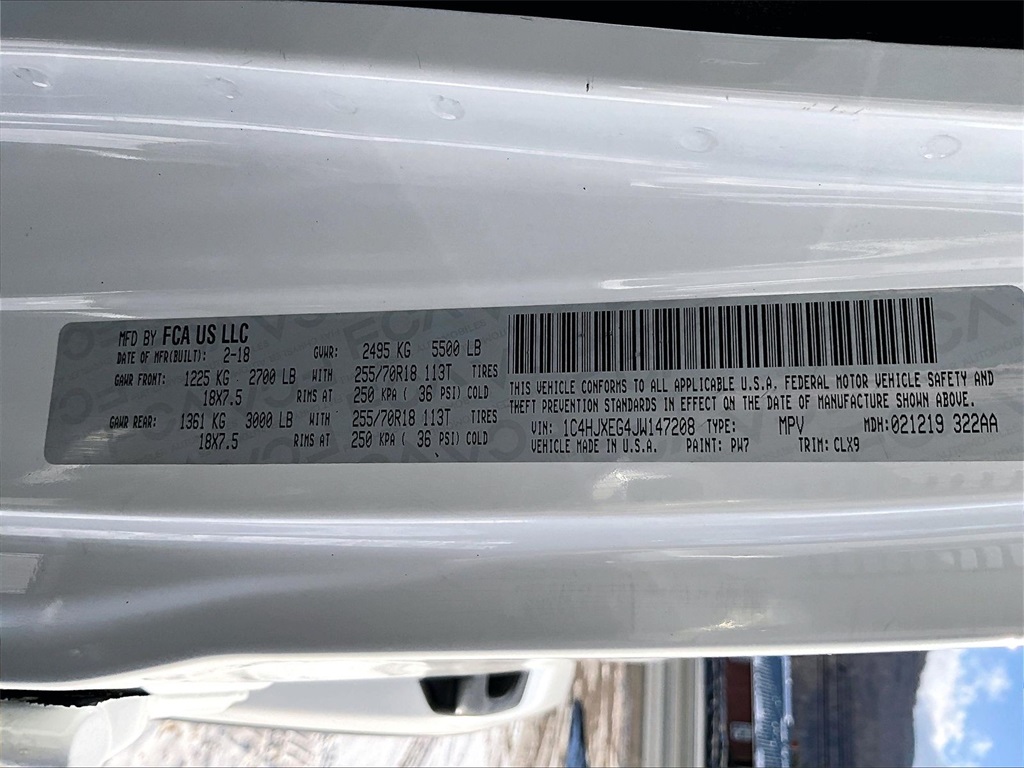 MFD BY FCA US LLC
DATE OF MFR(BUILT): 2-18 GVWR: 2495 KG 5500 LB
GAWR FRONT: 1225 KG 2700 LB WITH 255/70R18 113T TIRES
18X7.5 RIMS AT 250 KPA ( 36 PSI) COLD
GAWR REAR: 1361 KG 3000 LB WITH 255/70R18 113T TIRES
18X7.5 RIMS AT 250 KPA ( 36 PSI) COLD
THIS VEHICLE CONFORMS TO ALL APPLICABLE U.S.A. FEDERAL MOTOR VEHICLE SAFETY AND
THEFT PREVENTION STANDARDS IN EFFECT ON THE DATE OF MANUFACTURE SHOWN ABOVE.
VIN: 1C4HJXEG4JW147208 TYPE: MPV MDH:021219 322AA
VEHICLE MADE IN U.S.A. PAINT: PW7 TRIM: CLX9